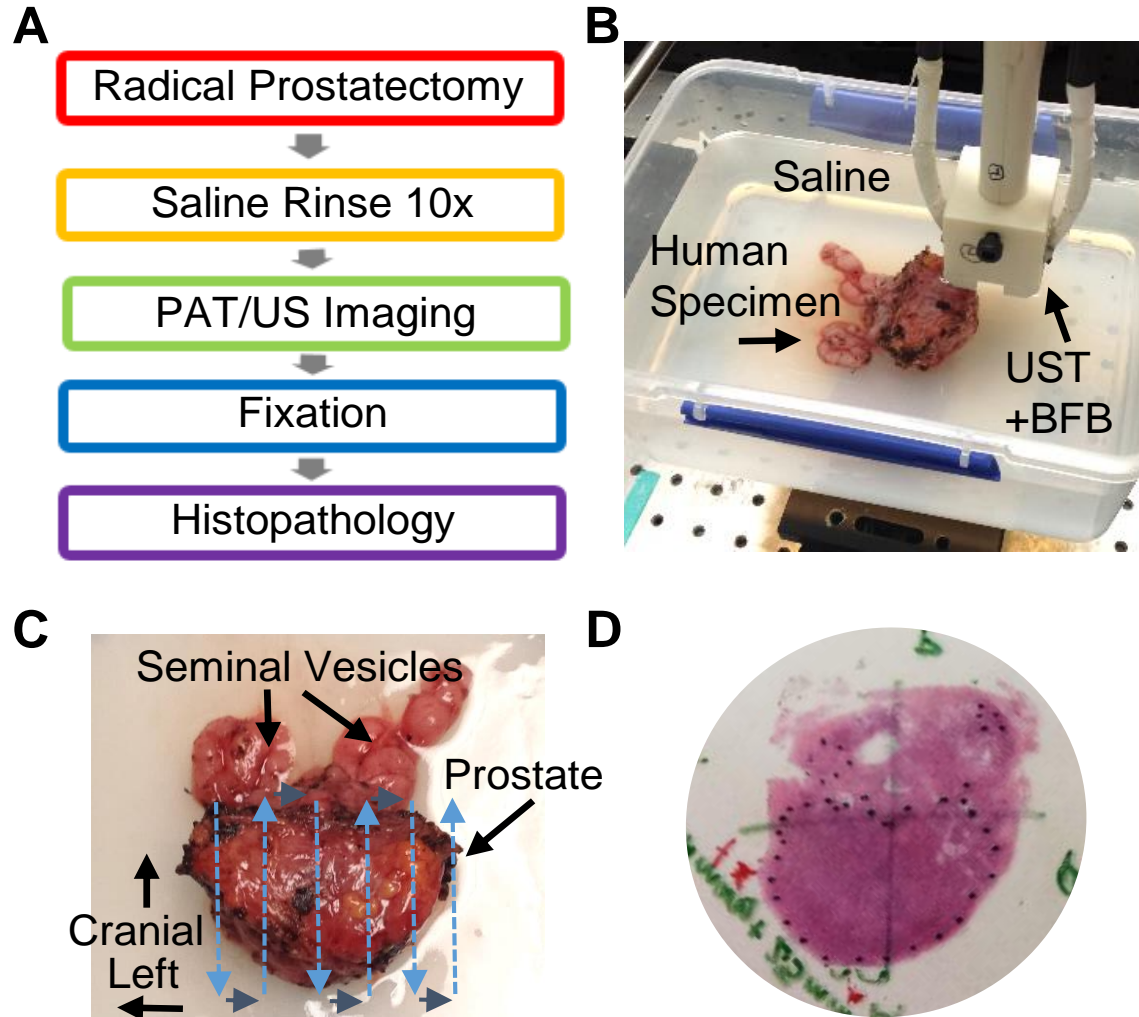 A
Radical Prostatectomy
Saline Rinse 10x
PAT/US Imaging
Fixation
Histopathology
B
Saline
Human
Specimen
UST
+BFB
C
Seminal Vesicles
Prostate
Cranial
Left
D
4